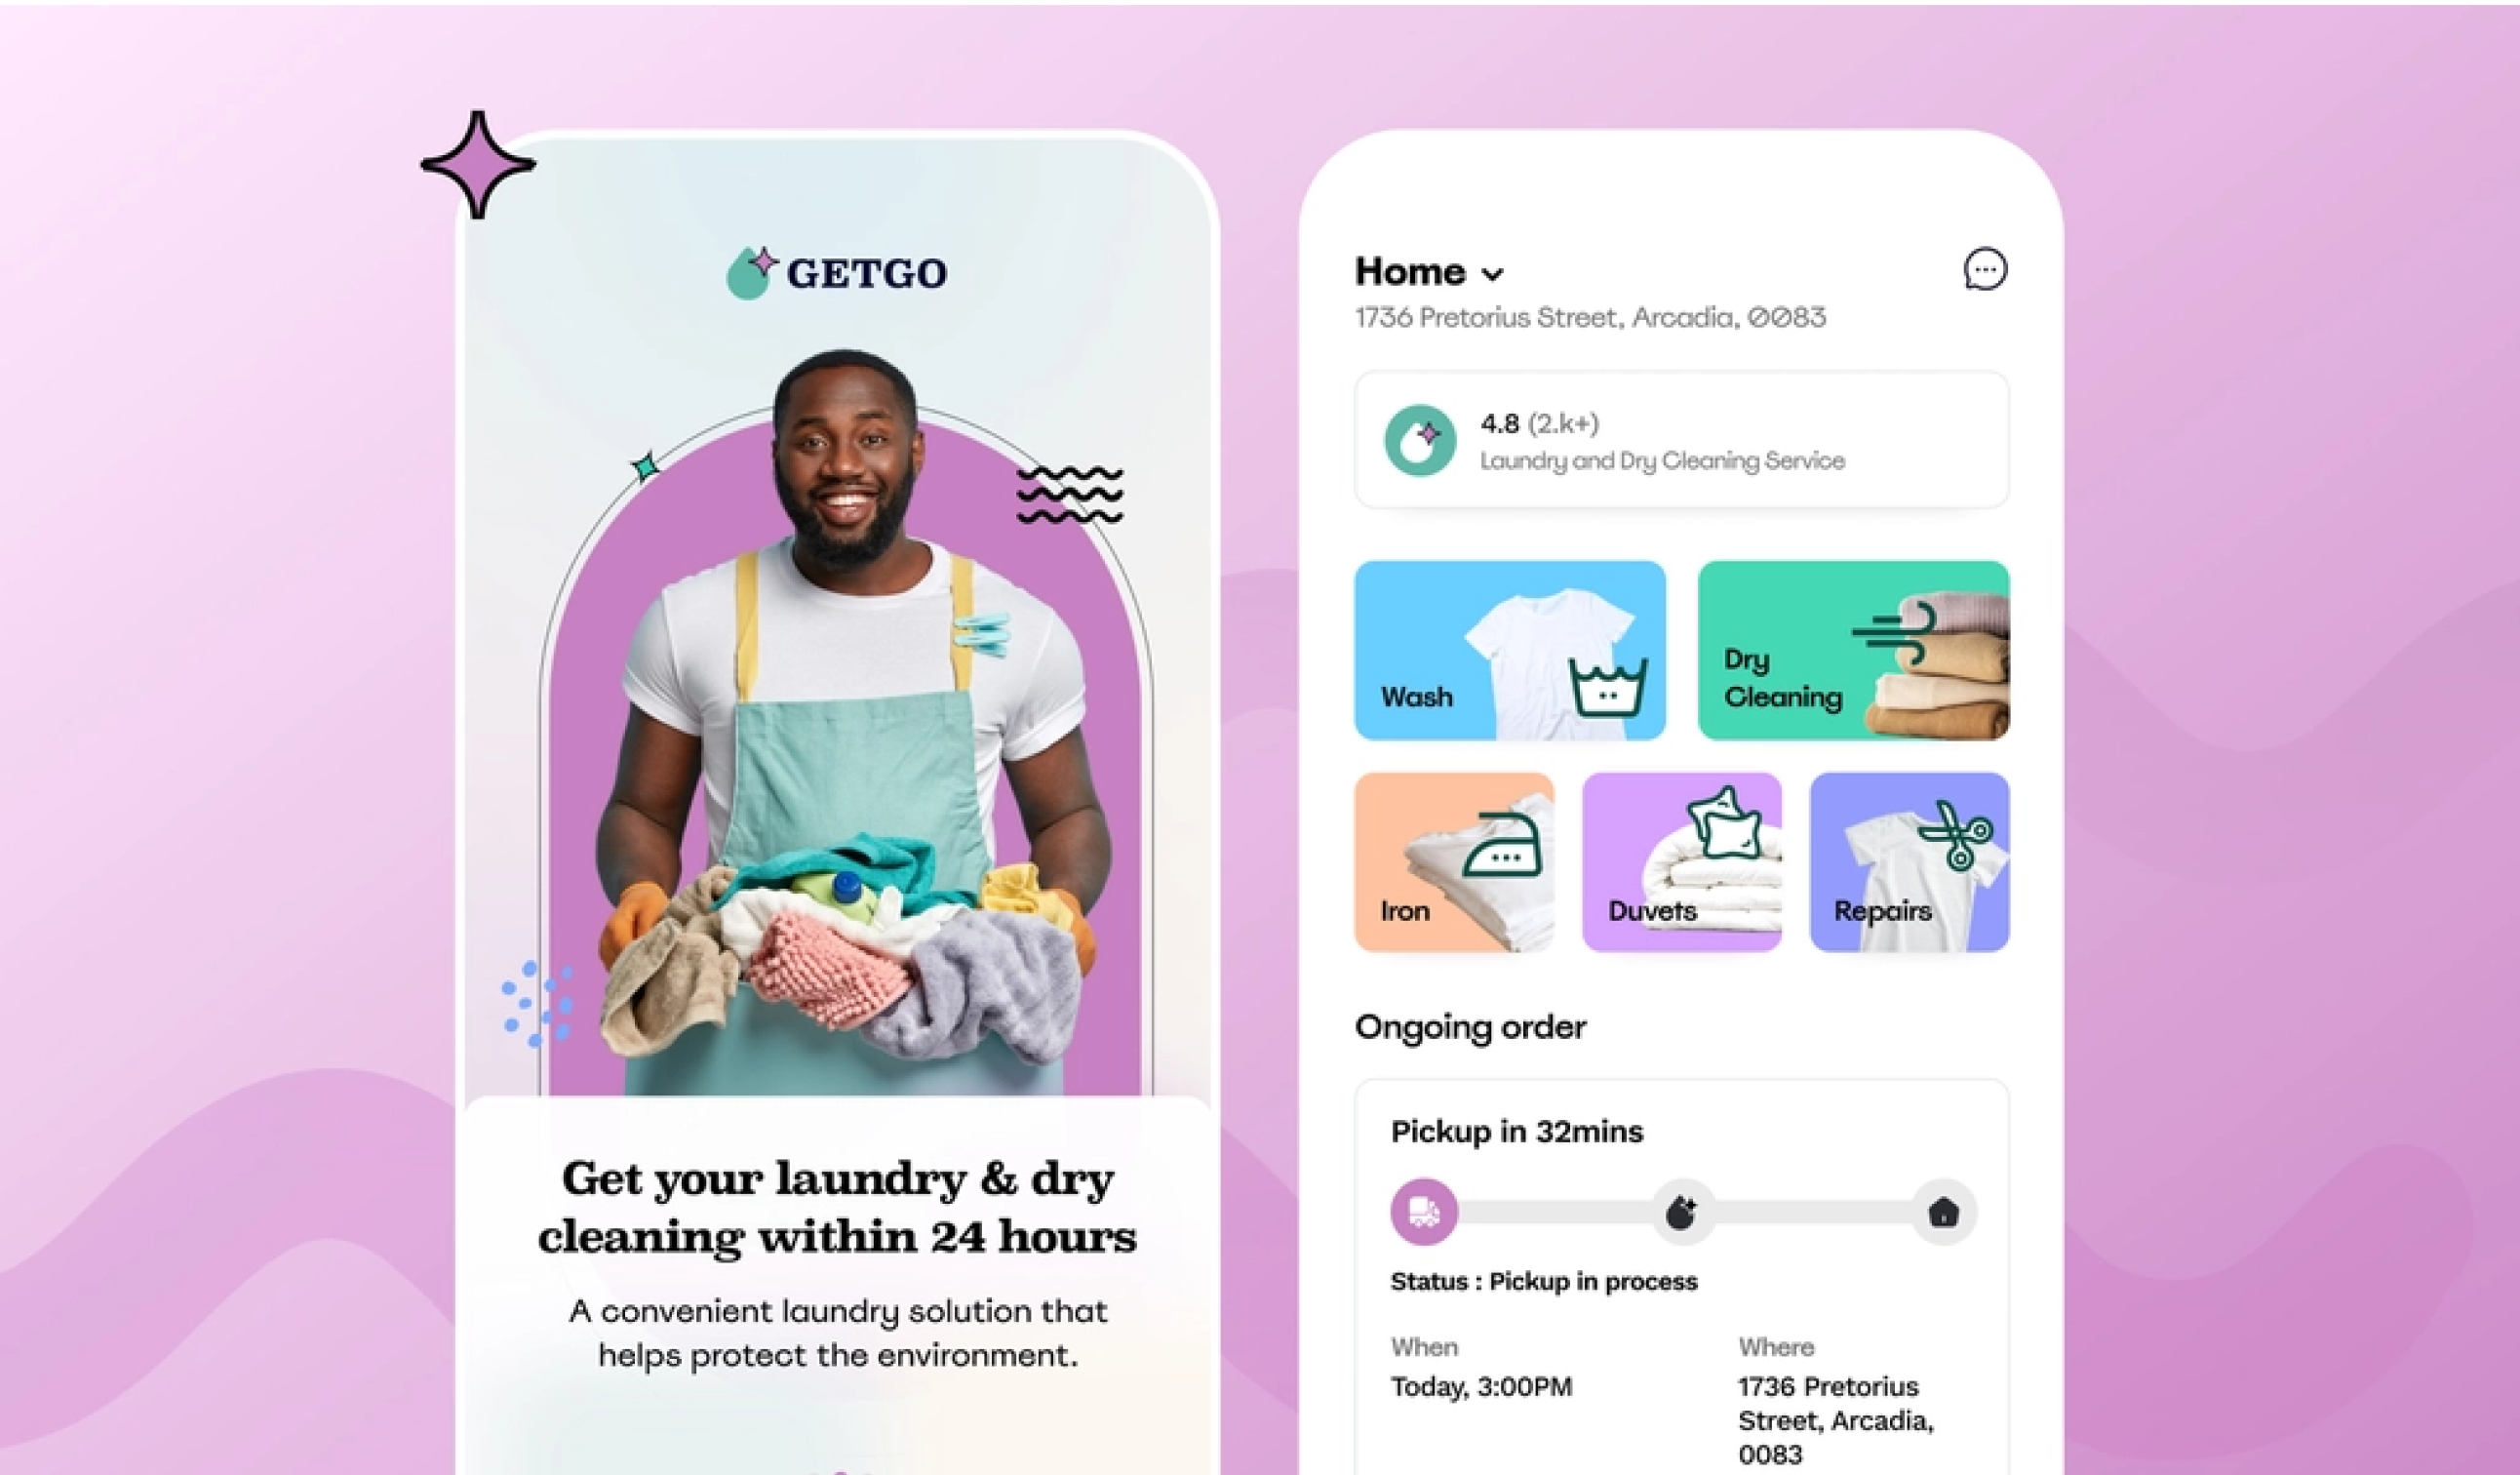 GETGO
Get your laundry & dry
cleaning within 24 hours
A convenient laundry solution that
helps protect the environment.
Home
1736 Pretorius Street, Arcadia, 0083
4.8 (2.k+)
Laundry and Dry Cleaning Service
Wash
Dry
Cleaning
Iron
Duvets
Repairs
Ongoing order
Pickup in 32mins
Status : Pickup in process
When
Today, 3:00PM
Where
1736 Pretorius
Street, Arcadia,
0083